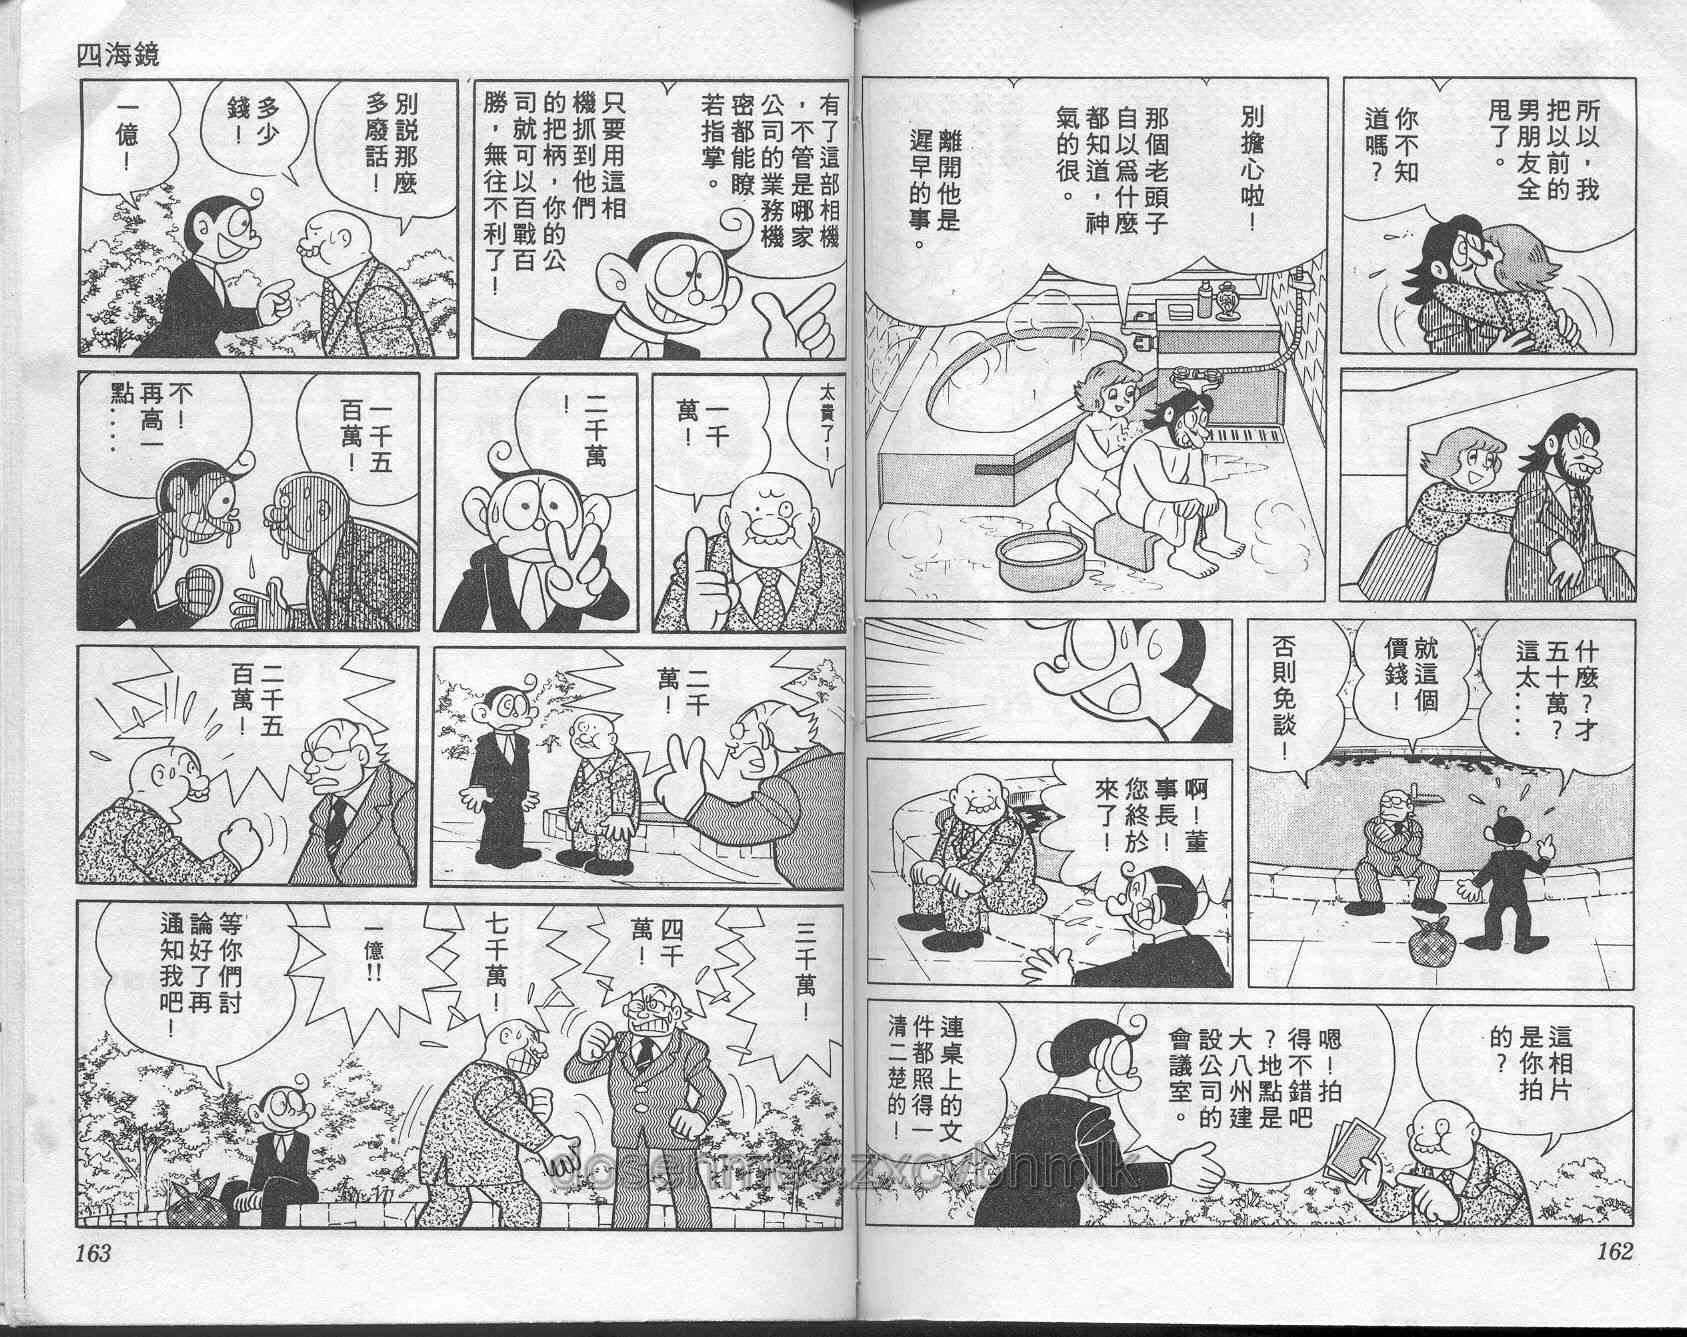 所以，我
把以前的
男朋友全
甩了。
你不知
道嗎？
別擔心啦！
那個老頭子
自以爲什麼
都知道，神
氣的很。
離開他是
遲早的事。
什麼？才
五十萬？
這太‥‥
就這個
價錢！
否則免談！
啊！董
事長！
您終於
來了！
這相片
是你拍
的？
嗯！拍
得不錯吧
？地點是
大八州建
設公司的
會議室。
連桌上的文
件都照得一
清二楚的！
162
四海鏡
有了這部相機
，不管是哪家
公司的業務機
密都能瞭
若指掌。
只要用這相
機抓到他們
的把柄，你的公
司就可以百戰百
勝，無往不利了！
別説那麼
多廢話！
多少
錢！
一億！
太貴了！
一千
萬！
二千萬
！
一千五
百萬！
不！
再高一
點‥‥
二千
萬！
二千五
百萬！
三千萬！
四千
萬！
七千萬！
一億!!
等你們討
論好了再
通知我吧！
163